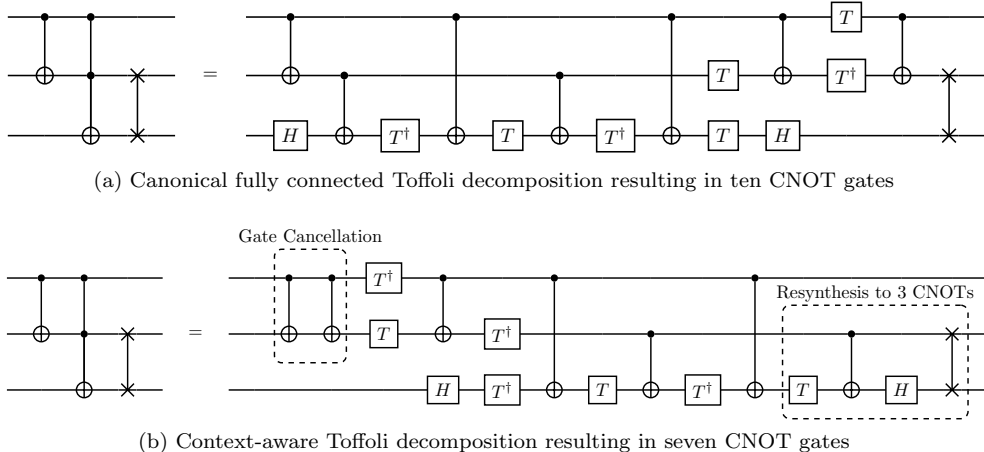 T
= T T†
H T† T T† T H
(a) Canonical fully connected Toffoli decomposition resulting in ten CNOT gates
Gate Cancellation
T† Resynthesis to 3 CNOTs
= T T†
H T† T T† T H
(b) Context-aware Toffoli decomposition resulting in seven CNOT gates